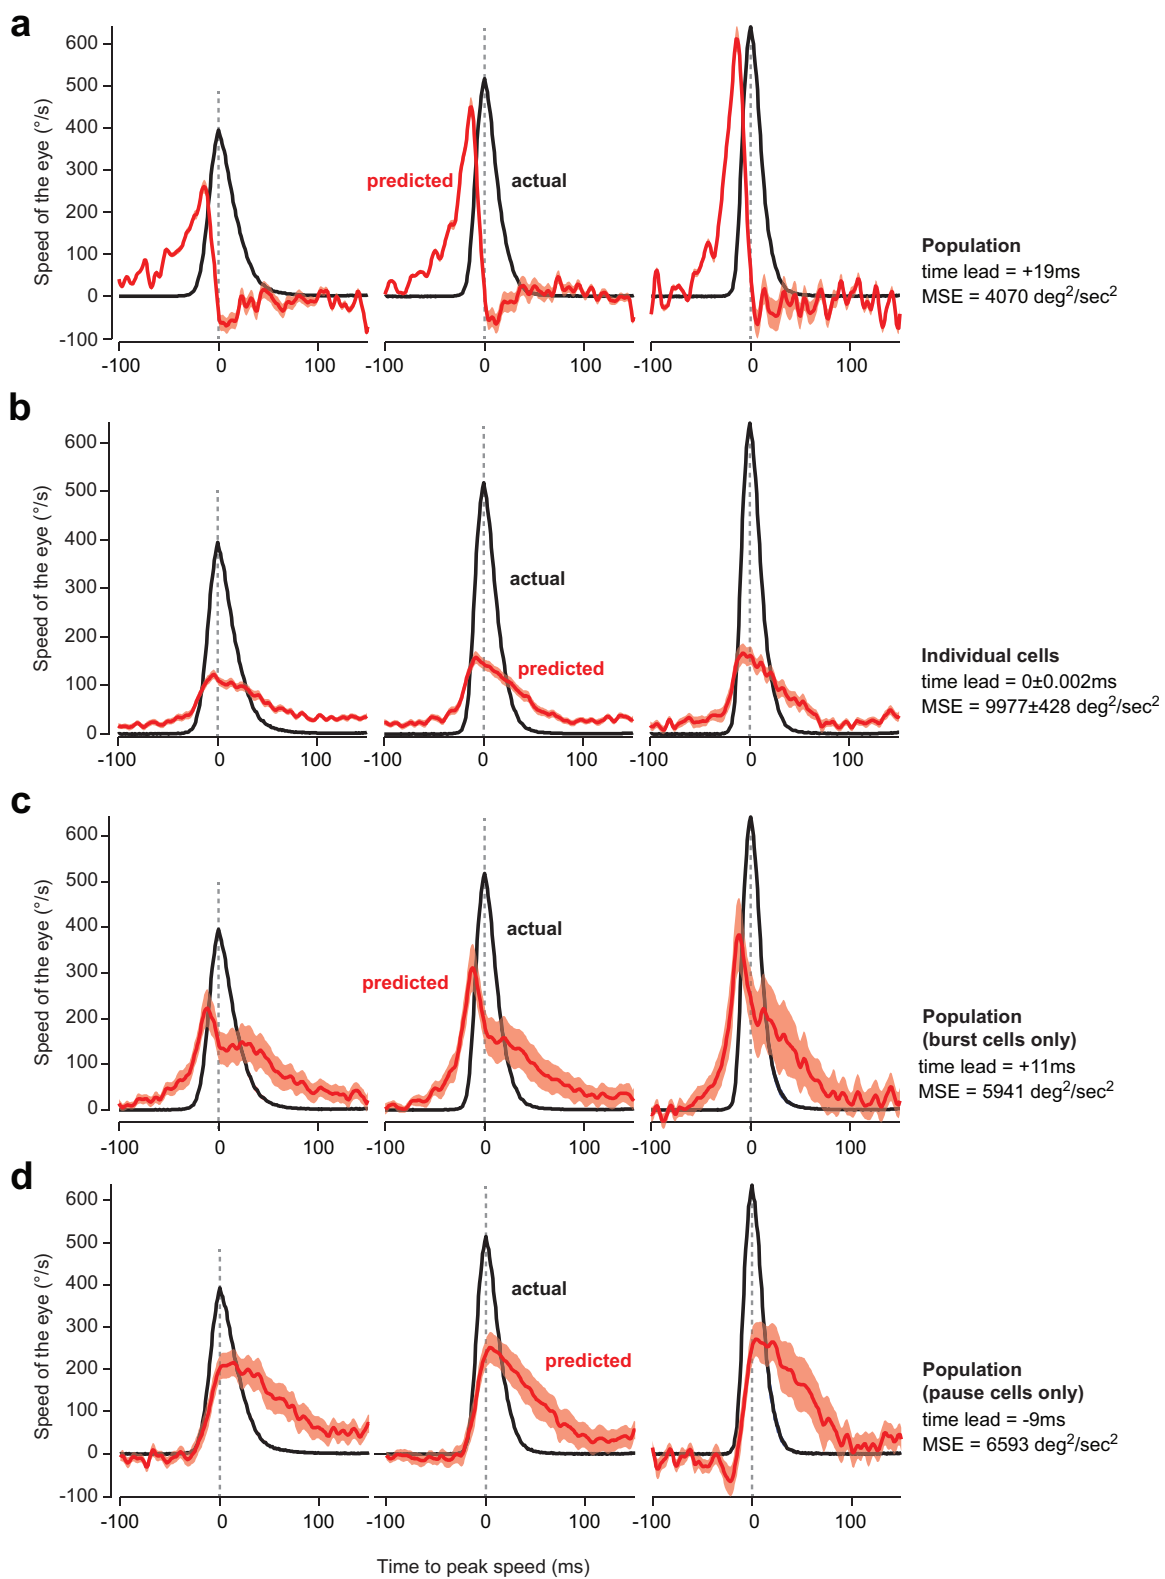 a
Speed of the eye (°/s)
600
500
400
300
200
100
0
-100
predicted
actual
-100 0 100 -100 0 100 -100 0 100
Population
time lead = +19ms
MSE = 4070 deg²/sec²
b
Speed of the eye (°/s)
600
500
400
300
200
100
0
actual
predicted
-100 0 100 -100 0 100 -100 0 100
Individual cells
time lead = 0±0.002ms
MSE = 9977±428 deg²/sec²
c
Speed of the eye (°/s)
600
500
400
300
200
100
0
actual
predicted
-100 0 100 -100 0 100 -100 0 100
Population
(burst cells only)
time lead = +11ms
MSE = 5941 deg²/sec²
d
Speed of the eye (°/s)
600
500
400
300
200
100
0
-100
actual
predicted
-100 0 100 -100 0 100 -100 0 100
Population
(pause cells only)
time lead = -9ms
MSE = 6593 deg²/sec²
Time to peak speed (ms)